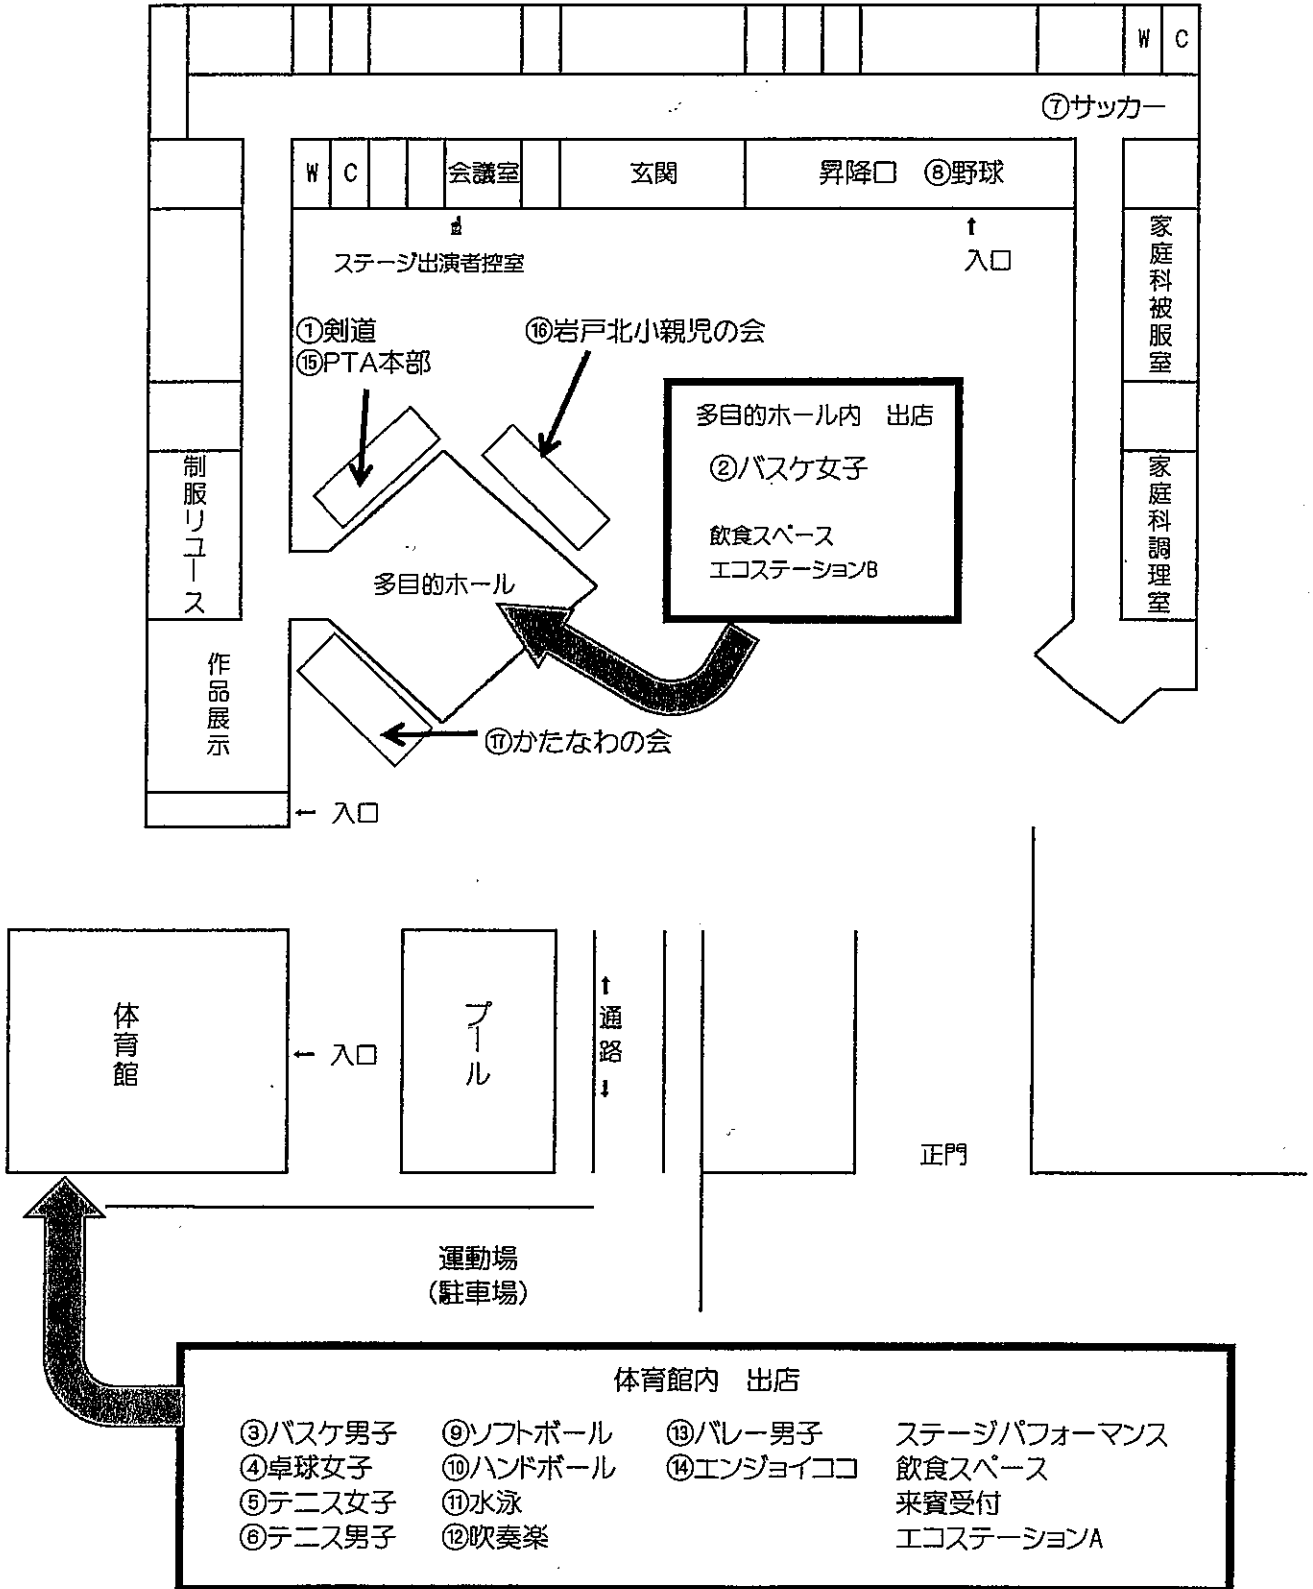 W C
⑦サッカー
W C 会議室 玄関 昇降口 ⑧野球
ステージ出演者控室
↑
入口
家庭科被服室
①剣道
⑮PTA本部
⑯岩戸北小親児の会
多目的ホール内 出店
②バスケ女子
飲食スペース
エコステーションB
制服リユース
家庭科調理室
多目的ホール
作品展示
⑰かたなわの会
← 入口
体育館
← 入口
プール
↑通路↓
正門
運動場
(駐車場)
体育館内 出店
③バスケ男子 ⑨ソフトボール ⑬バレー男子 ステージパフォーマンス
④卓球女子 ⑩ハンドボール ⑭エンジョイココ 飲食スペース
⑤テニス女子 ⑪水泳 来賓受付
⑥テニス男子 ⑫吹奏楽 エコステーションA